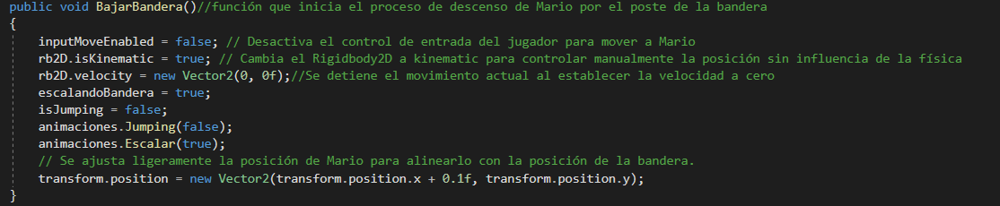 public void BajarBandera()//función que inicia el proceso de descenso de Mario por el poste de la bandera
{
inputMoveEnabled = false; // Desactiva el control de entrada del jugador para mover a Mario
rb2D.isKinematic = true; // Cambia el Rigidbody2D a kinematic para controlar manualmente la posición sin influencia de la física
rb2D.velocity = new Vector2(0, 0f);//Se detiene el movimiento actual al establecer la velocidad a cero
escalandoBandera = true;
isJumping = false;
animaciones.Jumping(false);
animaciones.Escalar(true);
// Se ajusta ligeramente la posición de Mario para alinearlo con la posición de la bandera.
transform.position = new Vector2(transform.position.x + 0.1f, transform.position.y);
}